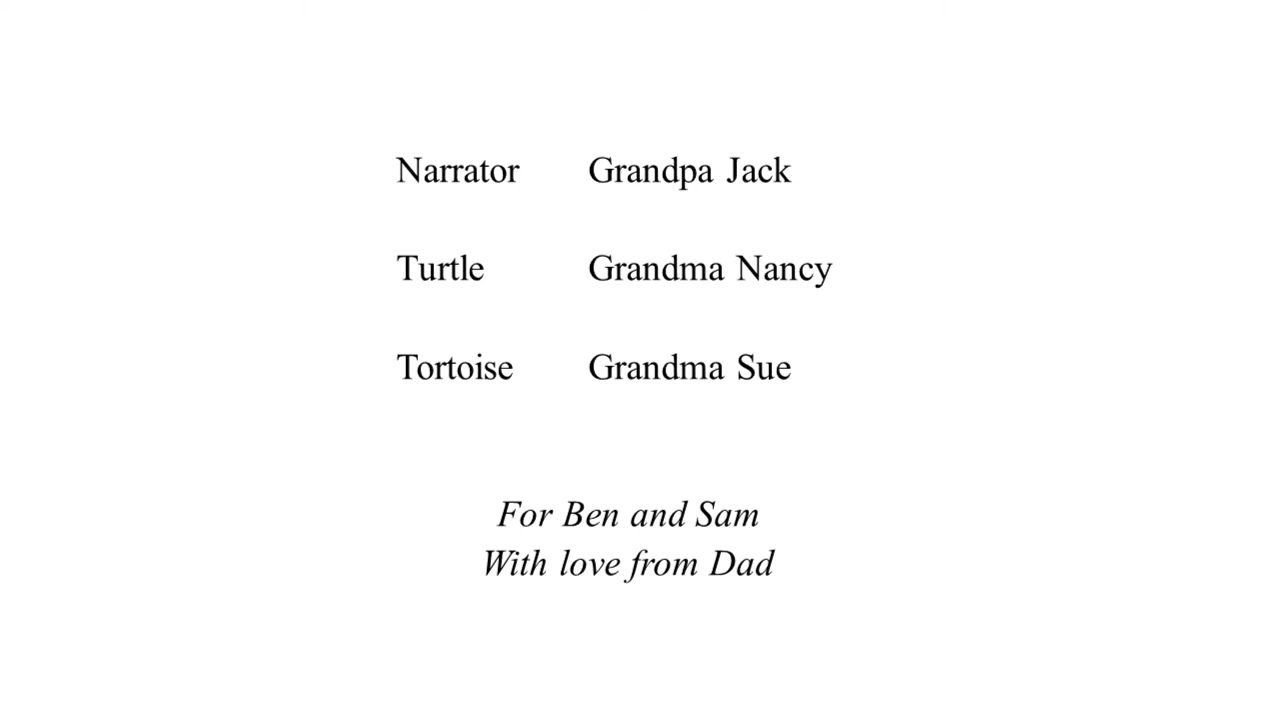 Narrator Grandpa Jack
Turtle Grandma Nancy
Tortoise Grandma Sue
For Ben and Sam
With love from Dad